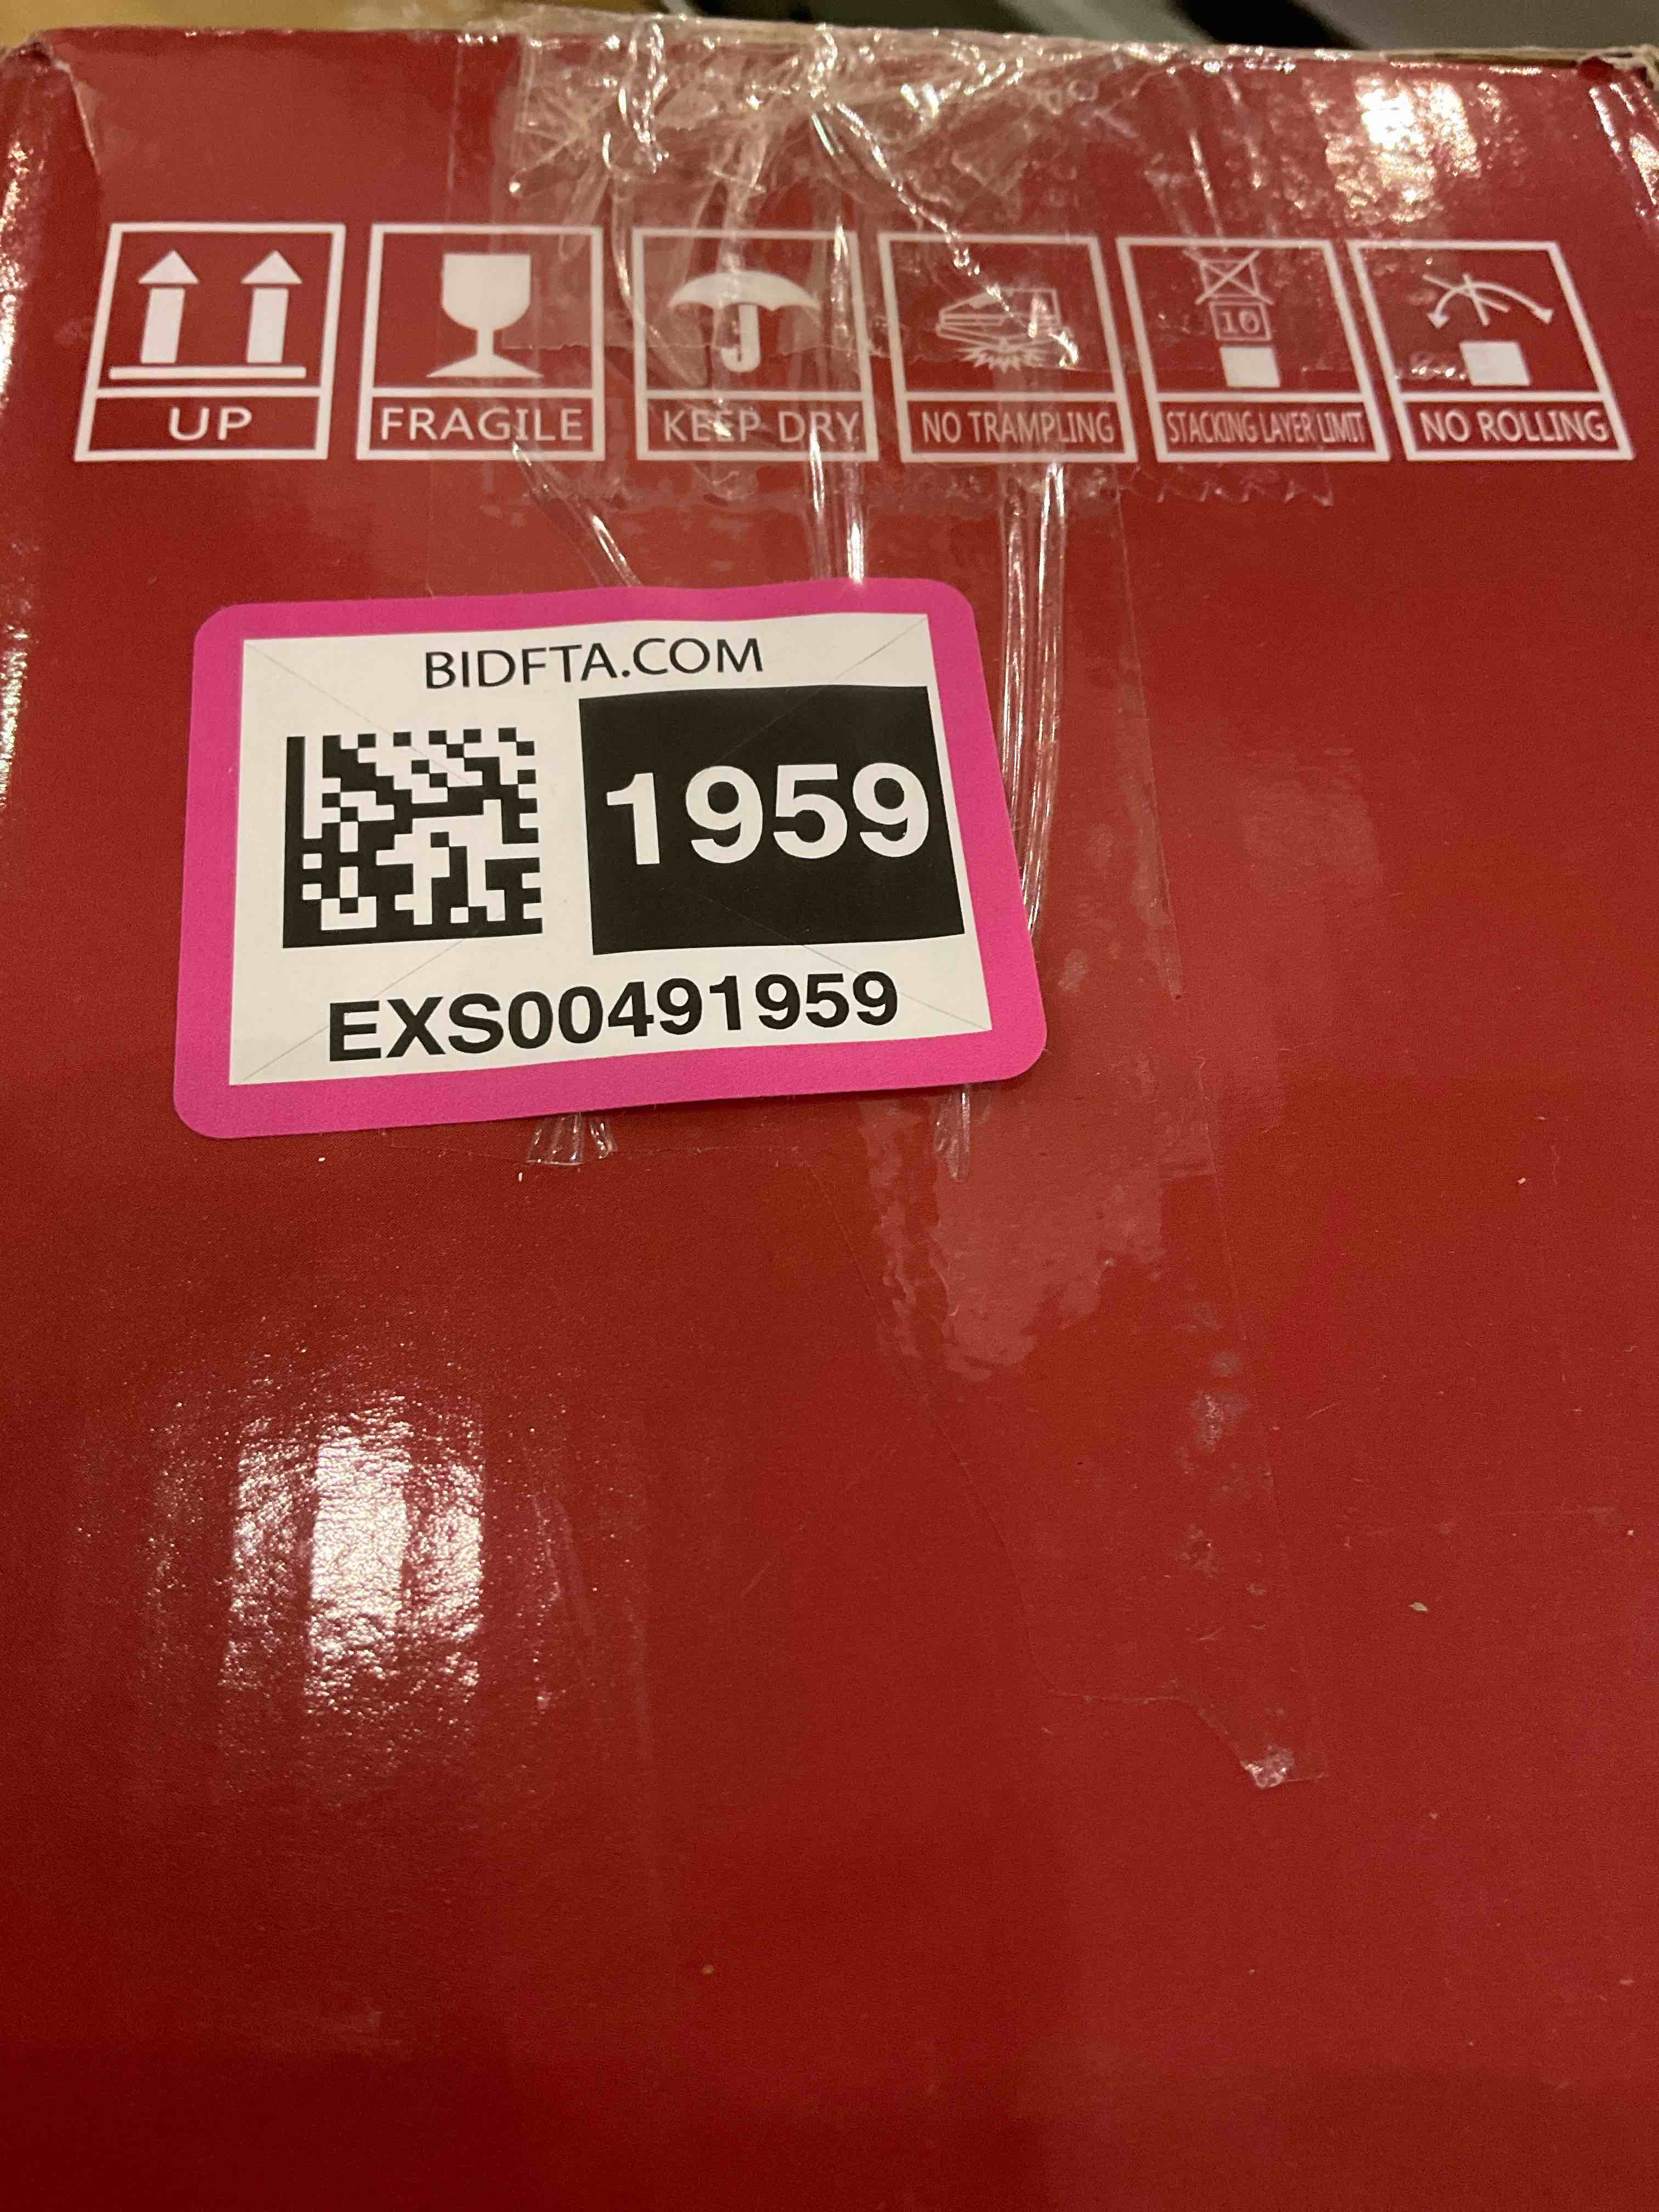 UP FRAGILE KEEP DRY NO TRAMPLING 10 STACKING LAYER LIMIT NO ROLLING
BIDFTA.COM
1959
EXS00491959